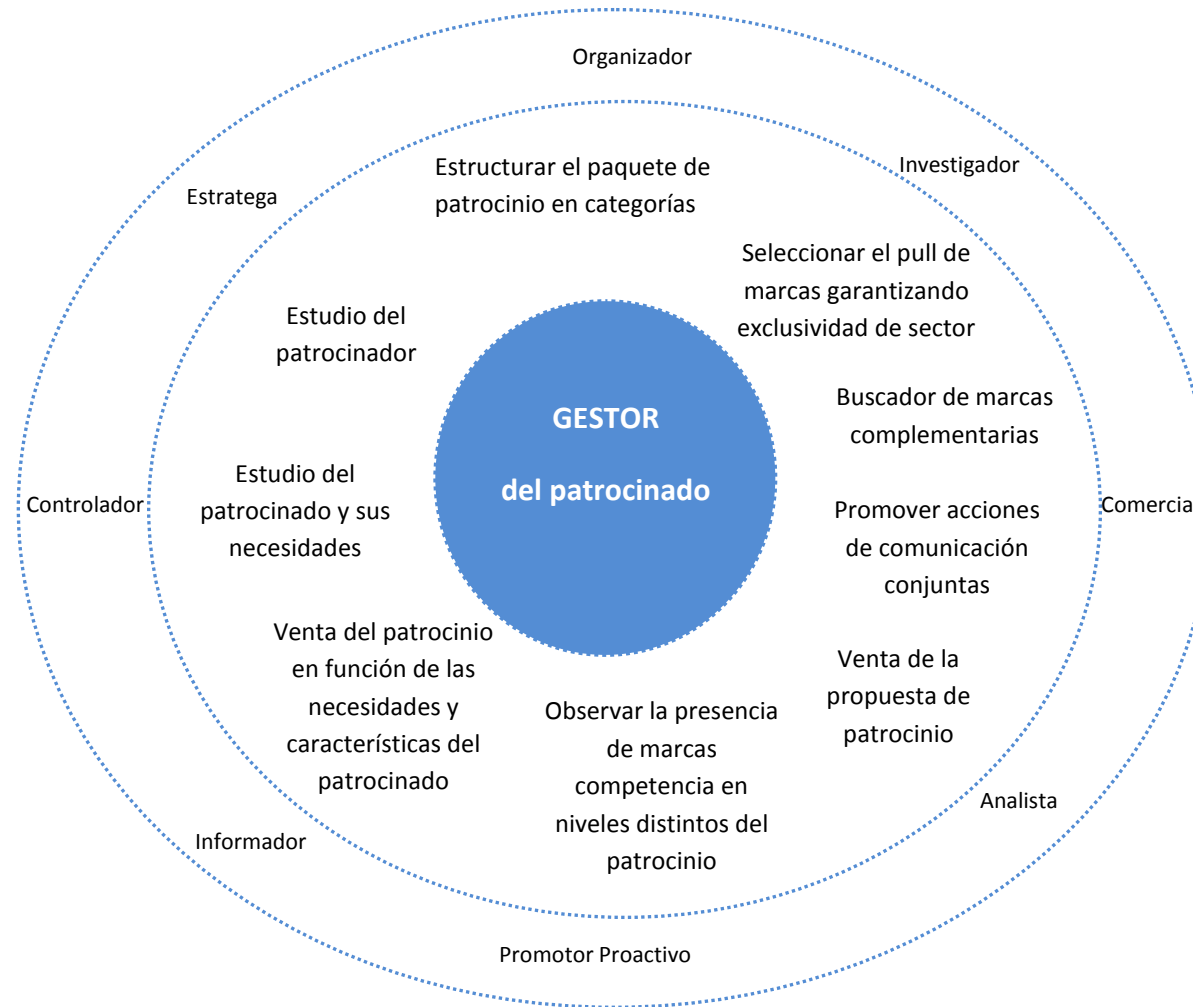 Organizador
Investigador
Estratega
Estructurar el paquete de
patrocinio en categorías
Seleccionar el pull de
marcas garantizando
exclusividad de sector
Estudio del
patrocinador
GESTOR
del patrocinado
Buscador de marcas
complementarias
Controlador
Estudio del
patrocinado y sus
necesidades
Promover acciones
de comunicación
conjuntas
Comercia
Venta del patrocinio
en función de las
necesidades y
característícas del
patrocinado
Observar la presencia
de marcas
competencia en
niveles distintos del
patrocinio
Venta de la
propuesta de
patrocinio
Analista
Informador
Promotor Proactivo